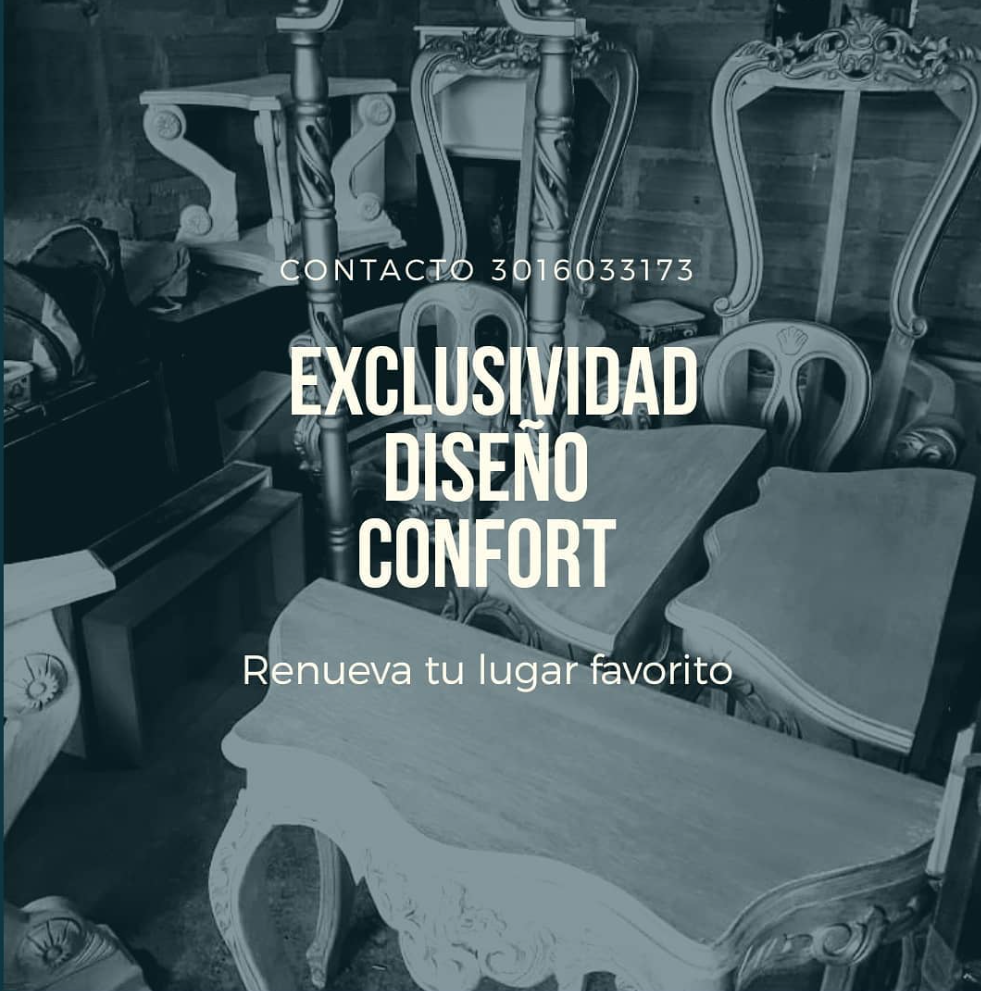 CONTACTO 3016033173
EXCLUSIVIDAD
DISEÑO
CONFORT
Renueva tu lugar favorito